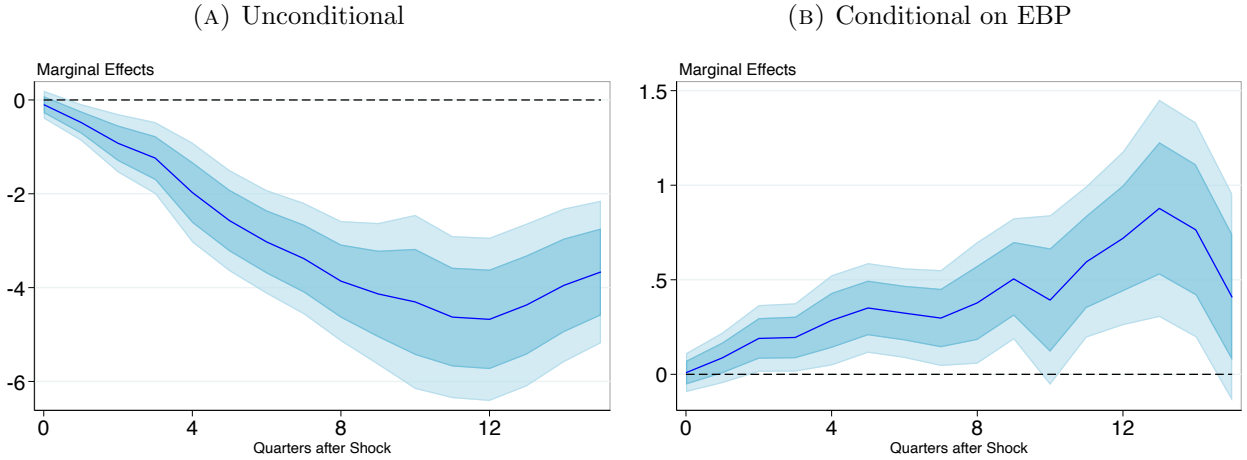 (A) Unconditional
Marginal Effects
0
-2
-4
-6
0
4
8
12
Quarters after Shock
(B) Conditional on EBP
Marginal Effects
1.5
1
.5
0
0
4
8
12
Quarters after Shock